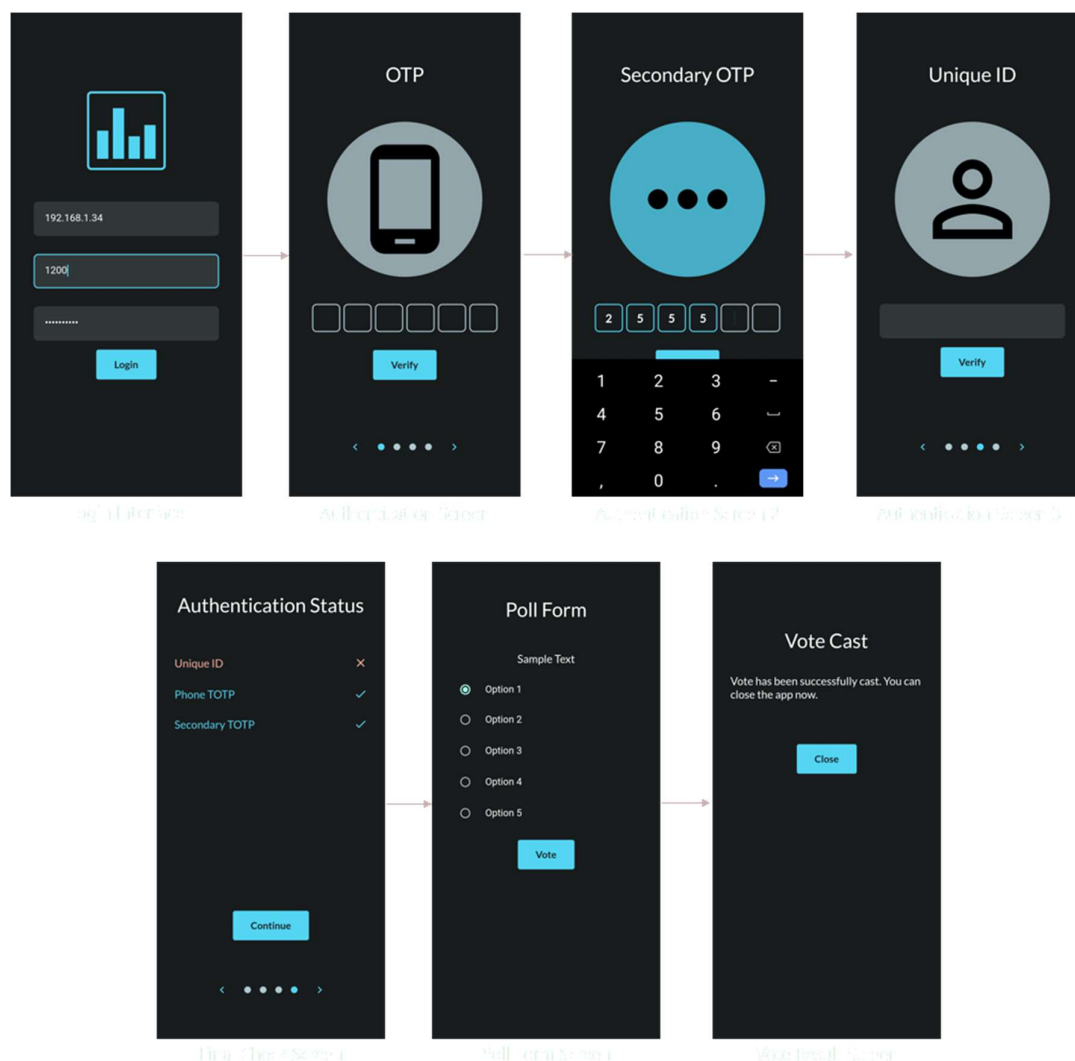 192.168.1.34
1200
••••••••••
Login
OTP
Verify
Secondary OTP
2 5 5 5
1 2 3 –
4 5 6
7 8 9
, 0 .
Unique ID
Verify
Authentication Status
Unique ID
Phone TOTP
Secondary TOTP
Continue
Poll Form
Sample Text
Option 1
Option 2
Option 3
Option 4
Option 5
Vote
Vote Cast
Vote has been successfully cast. You can
close the app now.
Close